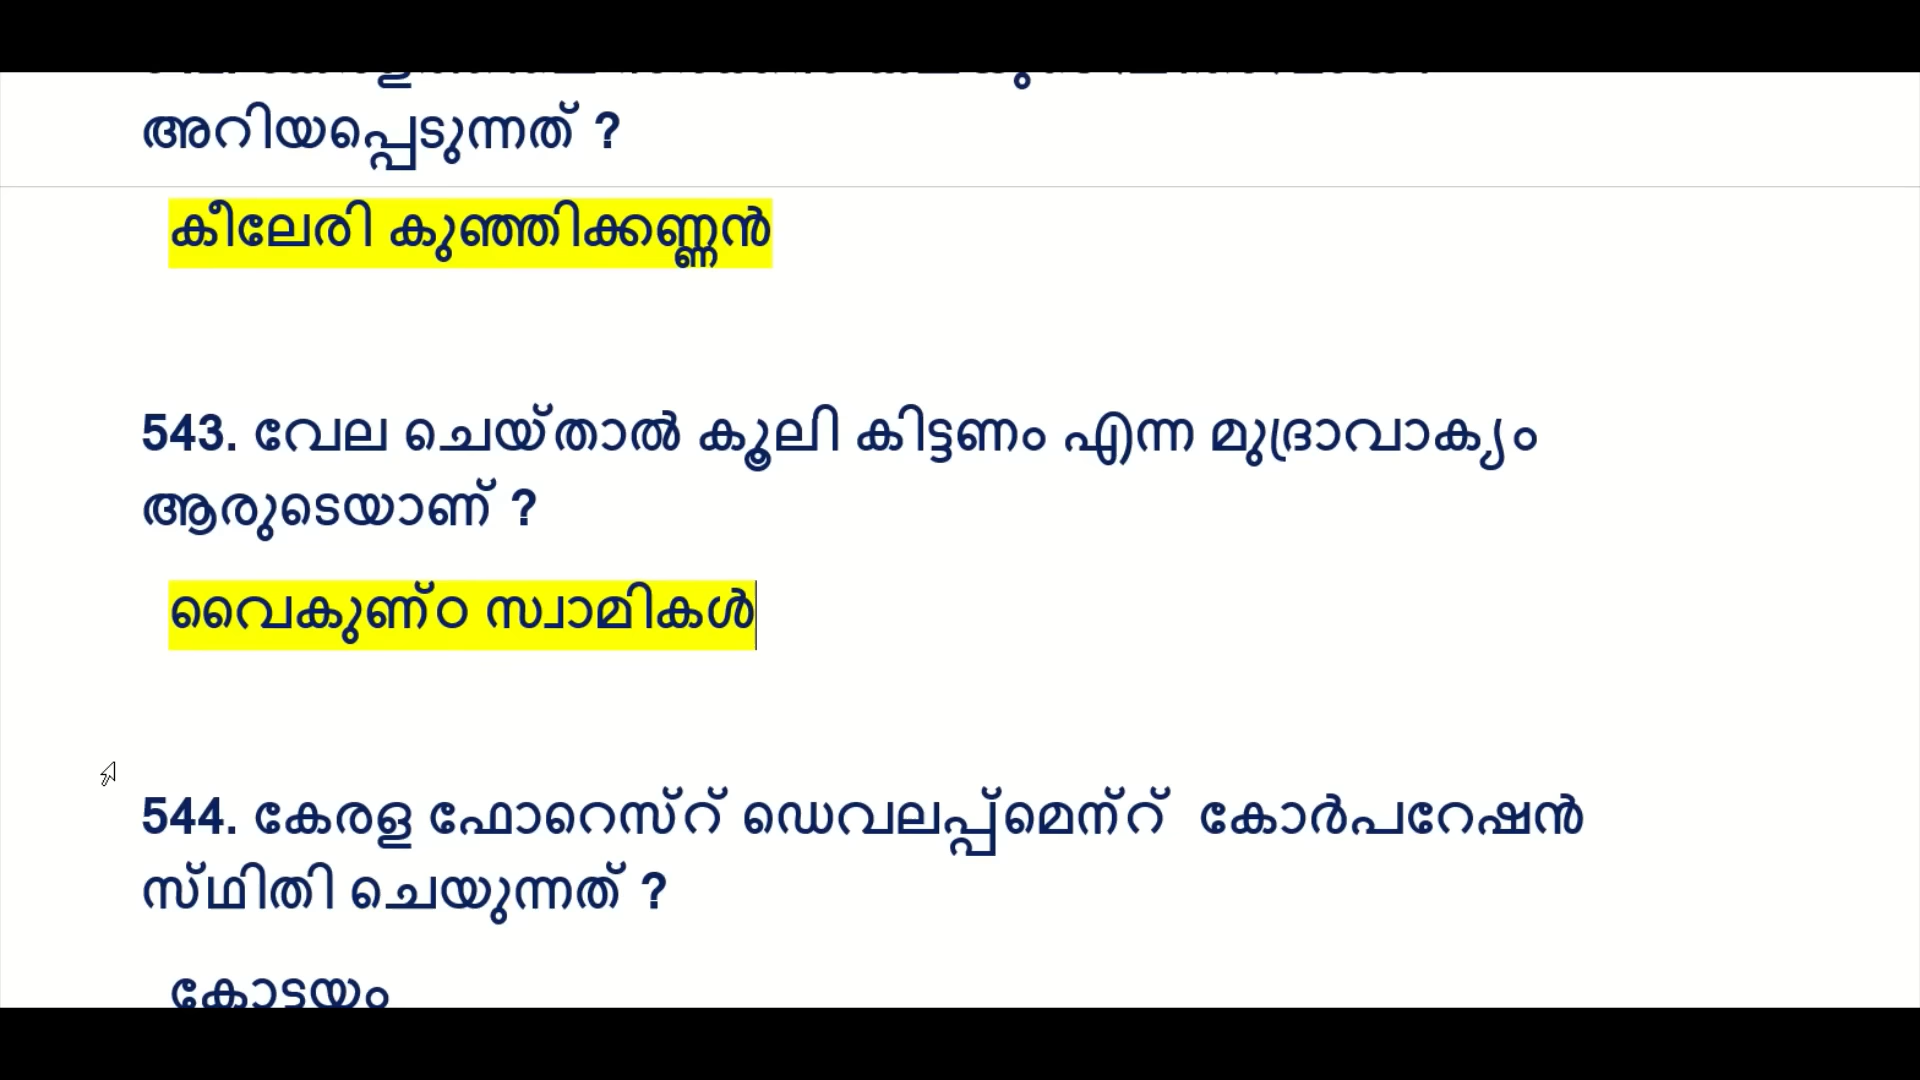 അറിയപ്പെടുന്നത് ?
കീലേരി കുഞ്ഞിക്കണ്ണൻ
543. വേല ചെയ്താൽ കൂലി കിട്ടണം എന്ന മുദ്രാവാക്യം
ആരുടെയാണ് ?
വൈകുണ്ഠ സ്വാമികൾ
544. കേരള ഫോറെസ്റ് ഡെവലപ്പ്മെന്റ് കോർപറേഷൻ
സ്ഥിതി ചെയുന്നത് ?
കോട്ടയം